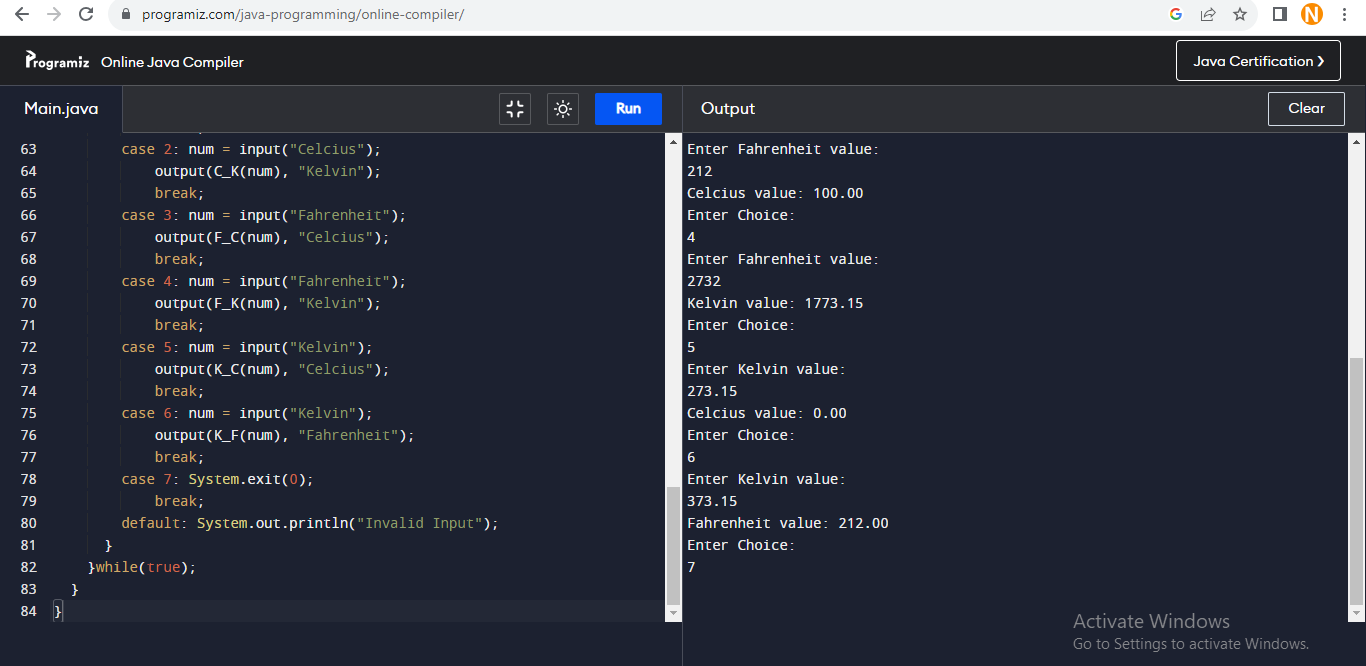 programiz.com/java-programming/online-compiler/
G
N
Programiz Online Java Compiler
Java Certification ❯
Main.java
Run
Output
Clear
63 case 2: num = input("Celcius");
64 output(C_K(num), "Kelvin");
65 break;
66 case 3: num = input("Fahrenheit");
67 output(F_C(num), "Celcius");
68 break;
69 case 4: num = input("Fahrenheit");
70 output(F_K(num), "Kelvin");
71 break;
72 case 5: num = input("Kelvin");
73 output(K_C(num), "Celcius");
74 break;
75 case 6: num = input("Kelvin");
76 output(K_F(num), "Fahrenheit");
77 break;
78 case 7: System.exit(0);
79 break;
80 default: System.out.println("Invalid Input");
81 }
82 }while(true);
83 }
84 }
Enter Fahrenheit value:
212
Celcius value: 100.00
Enter Choice:
4
Enter Fahrenheit value:
2732
Kelvin value: 1773.15
Enter Choice:
5
Enter Kelvin value:
273.15
Celcius value: 0.00
Enter Choice:
6
Enter Kelvin value:
373.15
Fahrenheit value: 212.00
Enter Choice:
7
Activate Windows
Go to Settings to activate Windows.